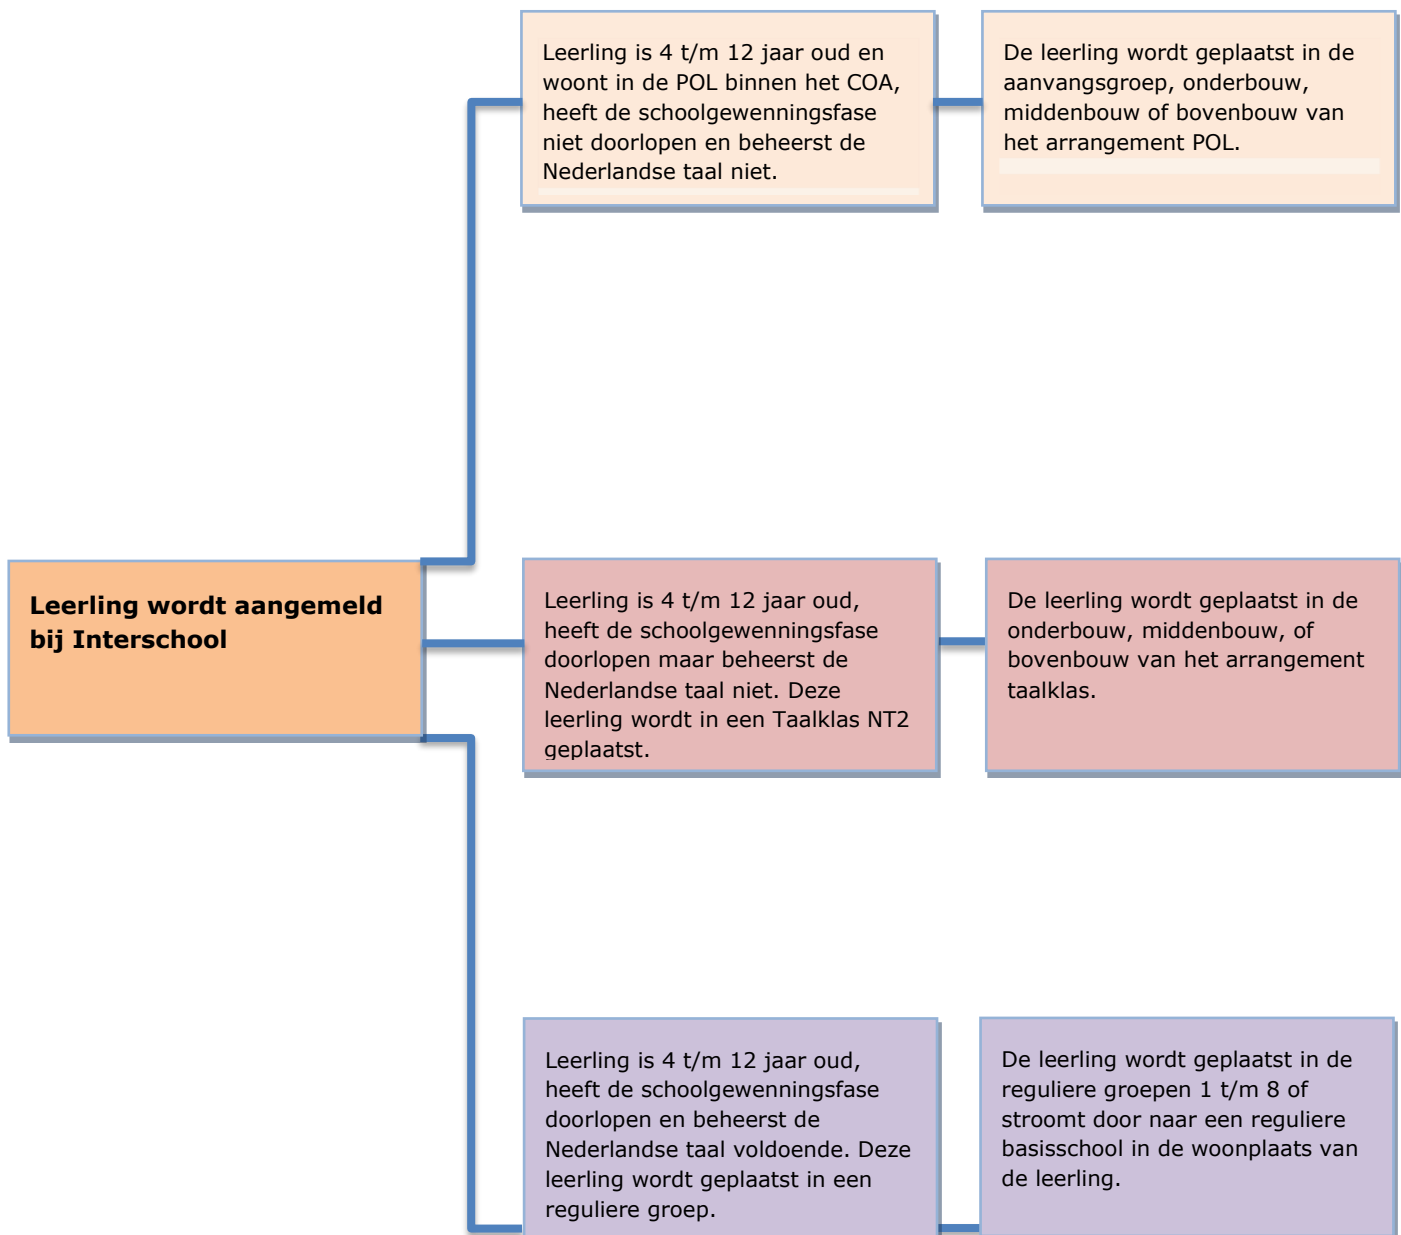 Leerling is 4 t/m 12 jaar oud en
woont in de POL binnen het COA,
heeft de schoolgewenningsfase
niet doorlopen en beheerst de
Nederlandse taal niet.
De leerling wordt geplaatst in de
aanvangsgroep, onderbouw,
middenbouw of bovenbouw van
het arrangement POL.
Leerling wordt aangemeld
bij Interschool
Leerling is 4 t/m 12 jaar oud,
heeft de schoolgewenningsfase
doorlopen maar beheerst de
Nederlandse taal niet. Deze
leerling wordt in een Taalklas NT2
geplaatst.
De leerling wordt geplaatst in de
onderbouw, middenbouw, of
bovenbouw van het arrangement
taalklas.
Leerling is 4 t/m 12 jaar oud,
heeft de schoolgewenningsfase
doorlopen en beheerst de
Nederlandse taal voldoende. Deze
leerling wordt geplaatst in een
reguliere groep.
De leerling wordt geplaatst in de
reguliere groepen 1 t/m 8 of
stroomt door naar een reguliere
basisschool in de woonplaats van
de leerling.